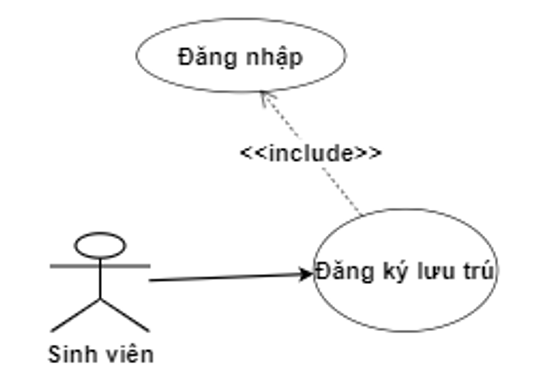 Đăng nhập
<<include>>
Đăng ký lưu trú
Sinh viên